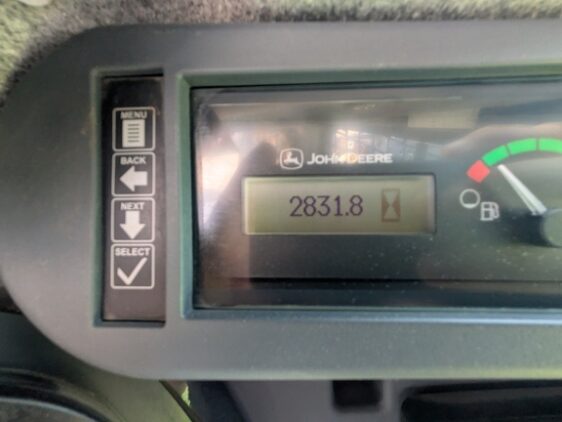 MENU
BACK
NEXT
SELECT
JOHN DEERE
2831.8